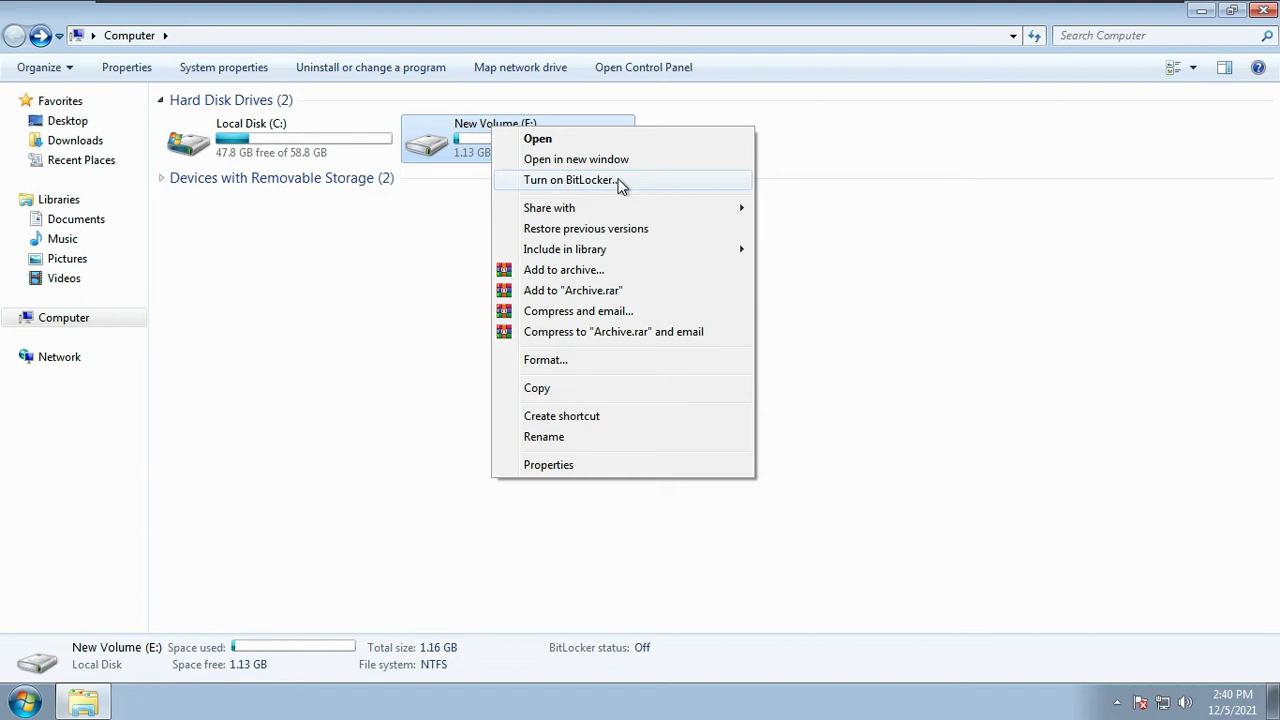 Computer
Search Computer
Organize
Properties
System properties
Uninstall or change a program
Map network drive
Open Control Panel
Favorites
Desktop
Downloads
Recent Places
Libraries
Documents
Music
Pictures
Videos
Computer
Network
Hard Disk Drives (2)
Local Disk (C:)
47.8 GB free of 58.8 GB
New Volume (E:)
1.13 GB
Devices with Removable Storage (2)
Open
Open in new window
Turn on BitLocker...
Share with
Restore previous versions
Include in library
Add to archive...
Add to "Archive.rar"
Compress and email...
Compress to "Archive.rar" and email
Format...
Copy
Create shortcut
Rename
Properties
New Volume (E:) Space used: Total size: 1.16 GB BitLocker status: Off
Local Disk Space free: 1.13 GB File system: NTFS
2:40 PM
12/5/2021